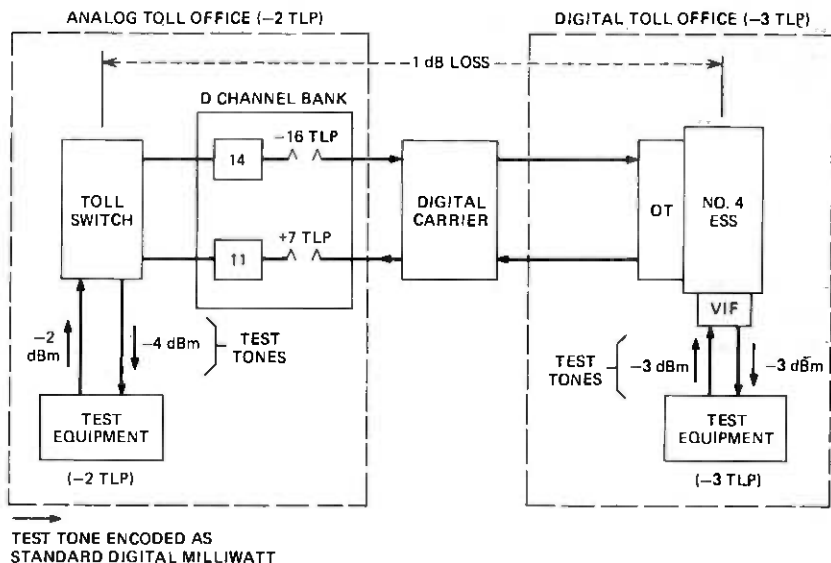 ANALOG TOLL OFFICE (−2 TLP)
DIGITAL TOLL OFFICE (−3 TLP)
1 dB LOSS
D CHANNEL BANK
14
−16 TLP
TOLL
SWITCH
DIGITAL
CARRIER
OT
NO. 4
ESS
11
+7 TLP
VIF
−2
dBm
−4 dBm
TEST
TONES
TEST
TONES
−3 dBm
−3 dBm
TEST
EQUIPMENT
(−2 TLP)
TEST
EQUIPMENT
(−3 TLP)
TEST TONE ENCODED AS
STANDARD DIGITAL MILLIWATT